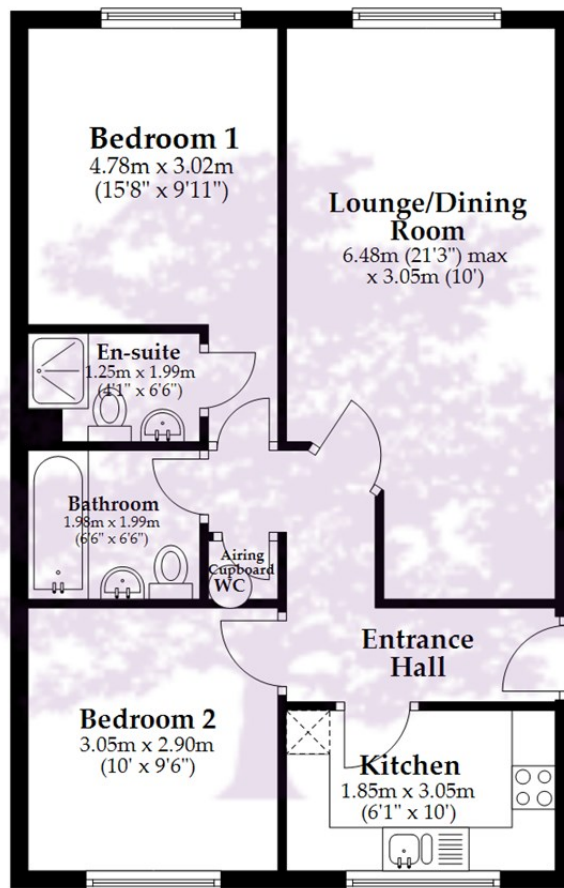 Bedroom 1
4.78m x 3.02m
(15'8" x 9'11")
Lounge/Dining
Room
6.48m (21'3") max
x 3.05m (10')
En-suite
1.25m x 1.99m
(4'1" x 6'6")
Bathroom
1.98m x 1.99m
(6'6" x 6'6")
Airing
Cupboard
WC
Entrance
Hall
Bedroom 2
3.05m x 2.90m
(10' x 9'6")
Kitchen
1.85m x 3.05m
(6'1" x 10')